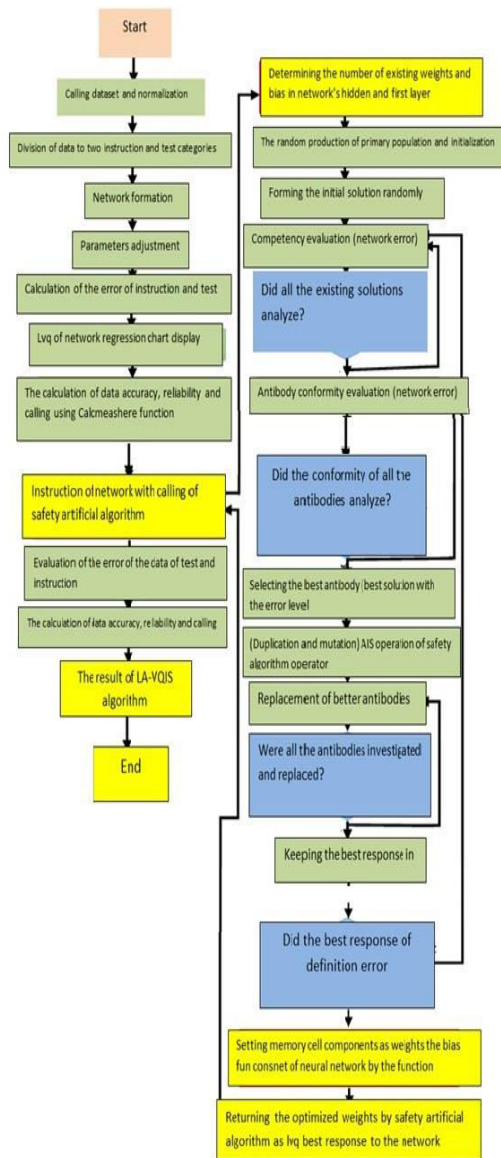 Start
Calling dataset and normalization
Division of data to two instruction and test categories
Network formation
Parameters adjustment
Calculation of the error of instruction and test
Lvq of network regression chart display
The calculation of data accuracy, reliability and
calling using Calcmeashere function
Instruction of network with calling of
safety artificial algorithm
Evaluation of the error of the data of test and
instruction
The calculation of data accuracy, reliability and calling
The result of LA-VQIS
algorithm
End
Determining the number of existing weights and
bias in network's hidden and first layer
The random production of primary population and initialization
Forming the initial solution randomly
Competency evaluation (network error)
Did all the existing solutions
analyze?
Antibody conformity evaluation (network error)
Did the conformity of all the
antibodies analyze?
Selecting the best antibody (best solution with
the error level
(Duplication and mutation) AIS operation of safety
algorithm operator
Replacement of better antibodies
Were all the antibodies investigated
and replaced?
Keeping the best response in
Did the best response of
definition error
Setting memory cell components as weights the bias
fun consnet of neural network by the function
Returning the optimized weights by safety artificial
algorithm as lvq best response to the network